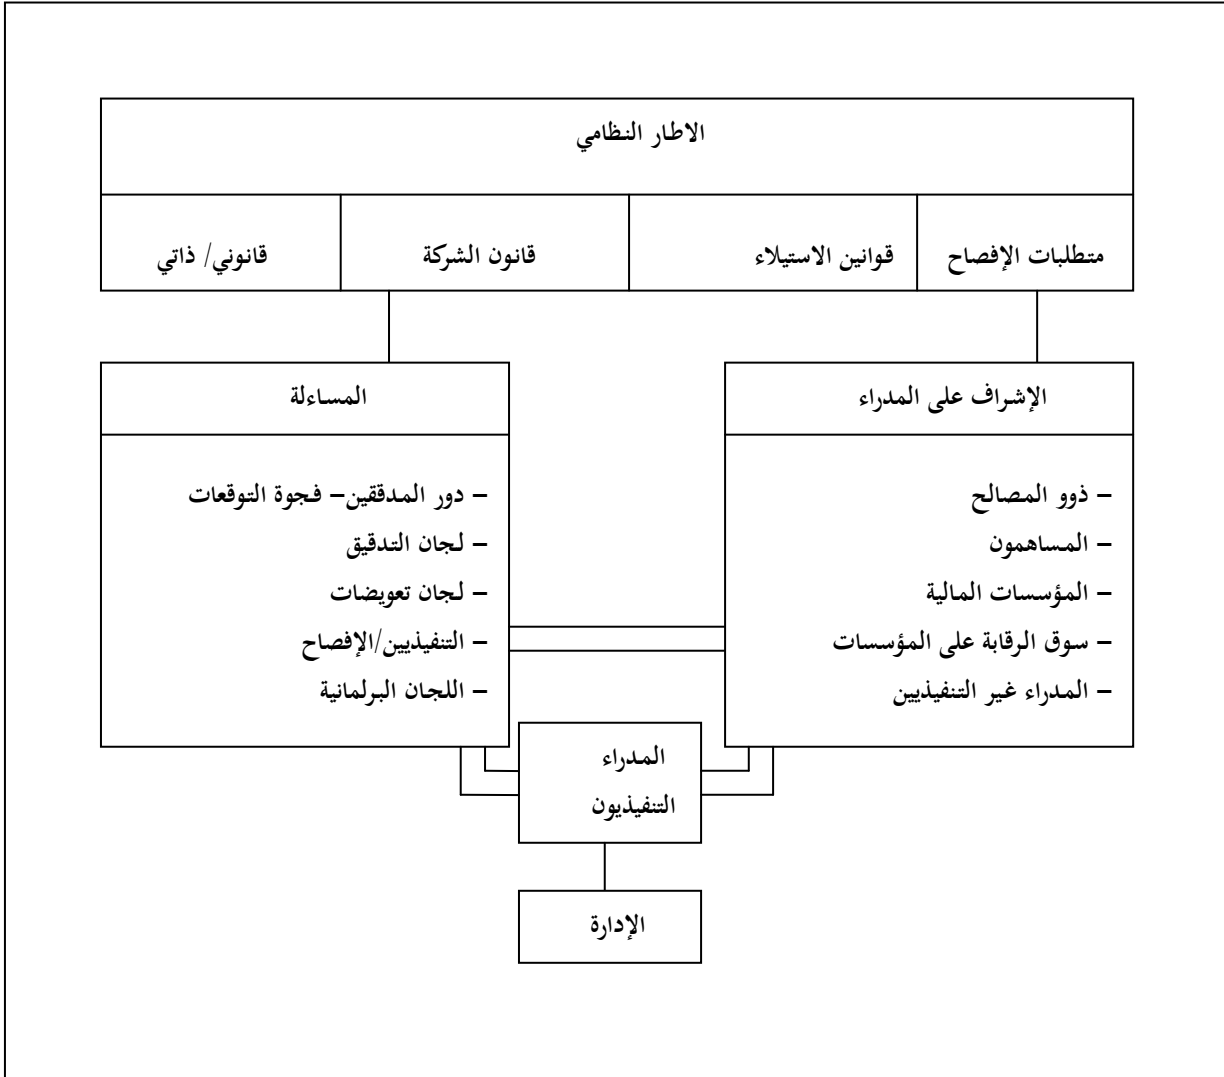 الاطار النظامي
متطلبات الإفصاح
قوانين الاستيلاء
قانون الشركة
قانوني/ ذاتي
الإشراف على المدراء
– ذوو المصالح
– المساهمون
– المؤسسات المالية
– سوق الرقابة على المؤسسات
– المدراء غير التنفيذيين
المساءلة
– دور المدققين– فجوة التوقعات
– لجان التدقيق
– لجان تعويضات
– التنفيذيين/الإفصاح
– اللجان البرلمانية
المدراء
التنفيذيون
الإدارة